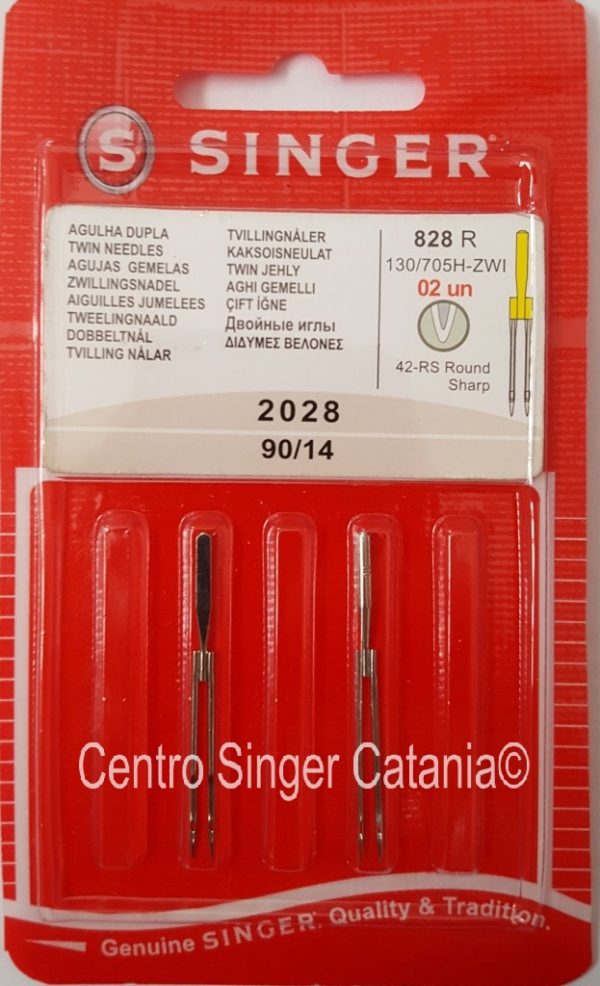 S SINGER®
AGULHA DUPLA
TWIN NEEDLES
AGUJAS GEMELAS
ZWILLINGSNADEL
AIGUILLES JUMELEES
TWEELINGNAALD
DOBBELTNÅL
TVILLING NÅLAR
TVILLINGNÅLER
KAKSOISNEULAT
TWIN JEHLY
AGHI GEMELLI
ÇIFT İĞNE
Двойные иглы
ΔΙΔΥΜΕΣ ΒΕΛΟΝΕΣ
828 R
130/705H-ZWI
02 un
42-RS Round
Sharp
2028
90/14
Centro Singer Catania©
Genuine SINGER® Quality & Tradition.